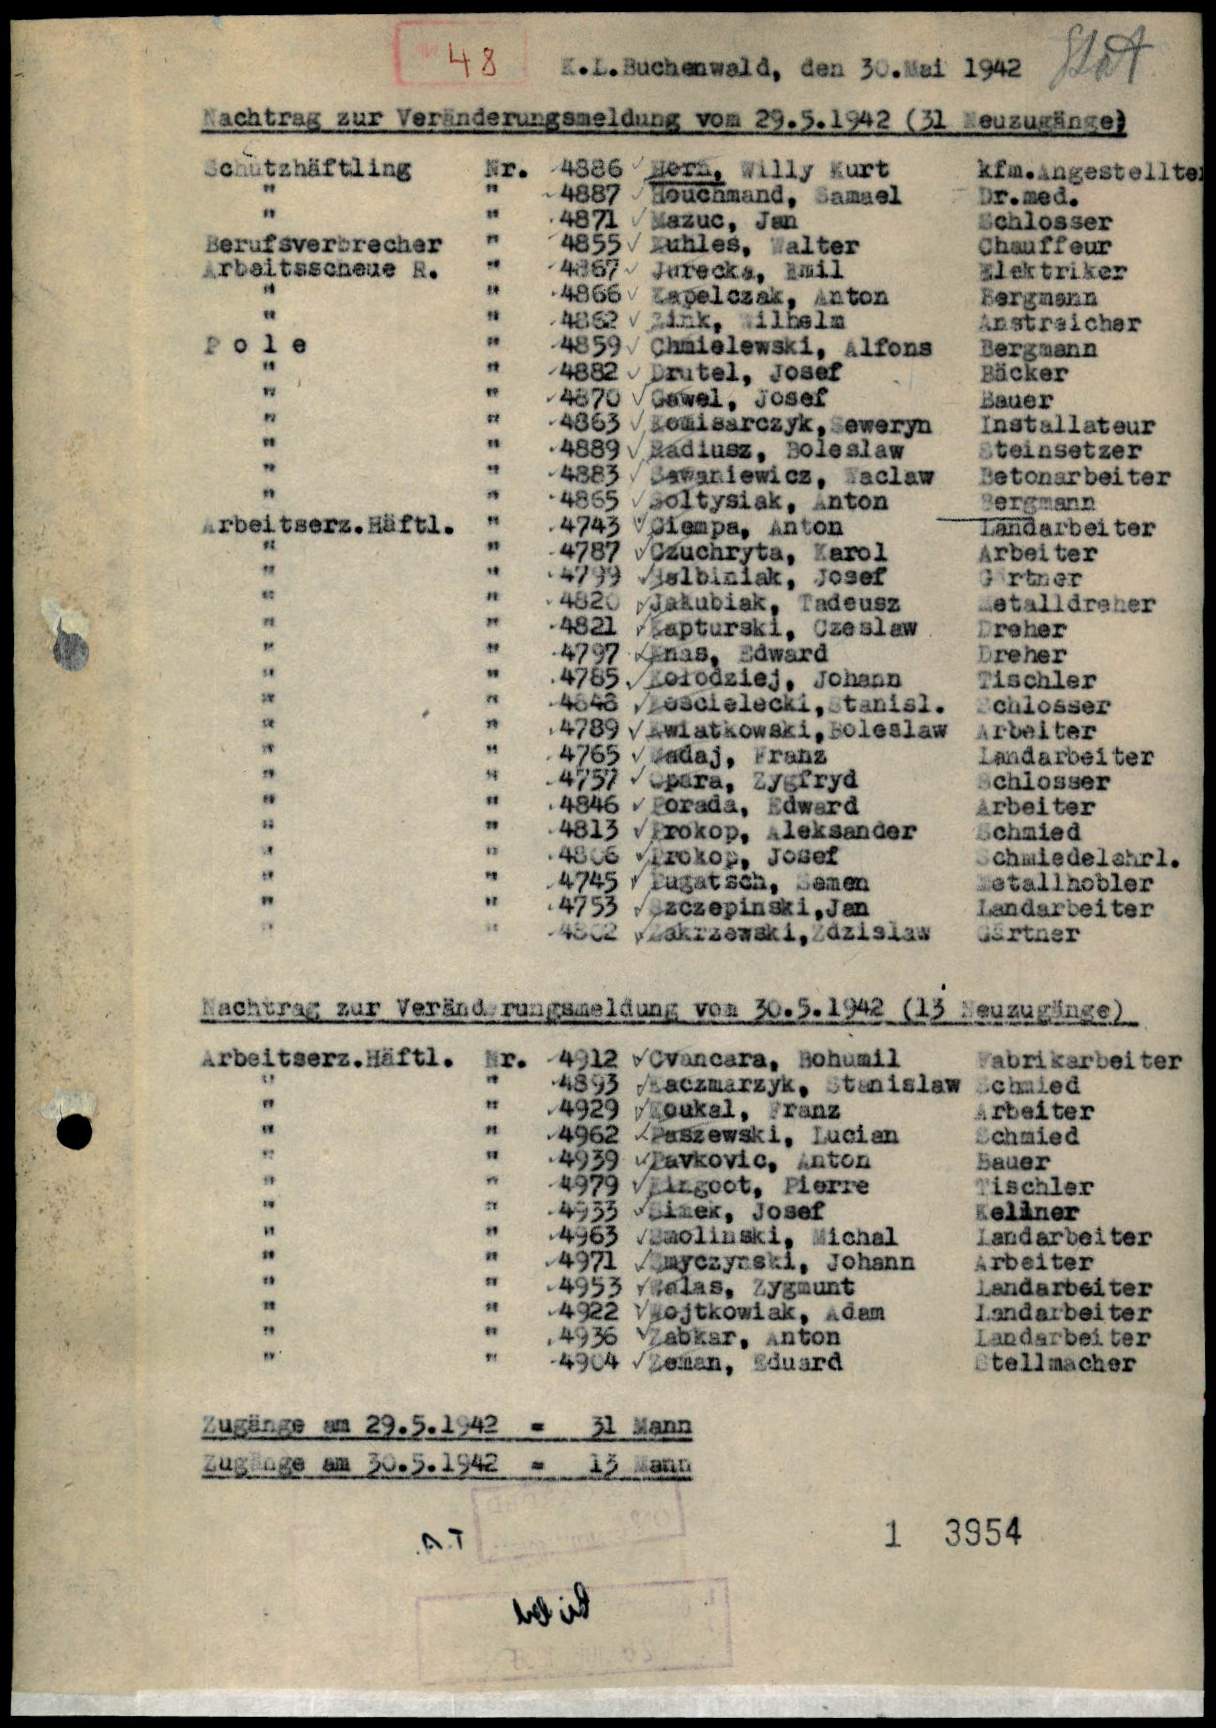 48
K.L.Buchenwald, den 30.Mai 1942
Nachtrag zur Veränderungsmeldung vom 29.5.1942 (31 Neuzugänge)
Schutzhäftling Nr. 4886 Horn, Willy Kurt kfm.Angestellter
" " 4887 Houchmand, Samael Dr.med.
" " 4871 Mazuc, Jan Schlosser
Berufsverbrecher " 4855 Kuhles, Walter Chauffeur
Arbeitsscheue R. " 4867 Jurecka, Emil Elektriker
" " 4866 Kapelczak, Anton Bergmann
" " 4862 Zink, Wilhelm Anstreicher
P o l e " 4859 Chmielewski, Alfons Bergmann
" " 4882 Drutel, Josef Bäcker
" " 4870 Gawel, Josef Bauer
" " 4863 Komisarczyk, Seweryn Installateur
" " 4889 Radiusz, Boleslaw Steinsetzer
" " 4883 Sawaniewicz, Waclaw Betonarbeiter
" " 4865 Soltysiak, Anton Bergmann
Arbeitserz.Häftl. " 4743 Ciempa, Anton Landarbeiter
" " 4787 Czuchryta, Karol Arbeiter
" " 4799 Helbiniak, Josef Gärtner
" " 4820 Jakubiak, Tadeusz Metalldreher
" " 4821 Kapturski, Czeslaw Dreher
" " 4797 Knas, Edward Dreher
" " 4785 Kolodziej, Johann Tischler
" " 4848 Koscielecki, Stanisl. Schlosser
" " 4789 Kwiatkowski, Boleslaw Arbeiter
" " 4765 Madaj, Franz Landarbeiter
" " 4757 Opara, Zygfryd Schlosser
" " 4846 Porada, Edward Arbeiter
" " 4813 Prokop, Aleksander Schmied
" " 4806 Prokop, Josef Schmiedelehrl.
" " 4745 Pugatsch, Semen Metallhobler
" " 4753 Szczepinski,Jan Landarbeiter
" " 4802 Zakrzewski, Zdzislaw Gärtner
Nachtrag zur Veränderungsmeldung vom 30.5.1942 (13 Neuzugänge)
Arbeitserz.Häftl. Nr. 4912 Cvancara, Bohumil Fabrikarbeiter
" " 4893 Kaczmarzyk, Stanislaw Schmied
" " 4929 Koukal, Franz Arbeiter
" " 4962 Paszewski, Lucian Schmied
" " 4939 Pavkovic, Anton Bauer
" " 4979 Ringoot, Pierre Tischler
" " 4933 Simek, Josef Kellner
" " 4963 Smolinski, Michal Landarbeiter
" " 4971 Smyczynski, Johann Arbeiter
" " 4953 Walas, Zygmunt Landarbeiter
" " 4922 Wojtkowiak, Adam Landarbeiter
" " 4936 Zabkar, Anton Landarbeiter
" " 4904 Zeman, Eduard Stellmacher
Zugänge am 29.5.1942 = 31 Mann
Zugänge am 30.5.1942 = 13 Mann
1 3954